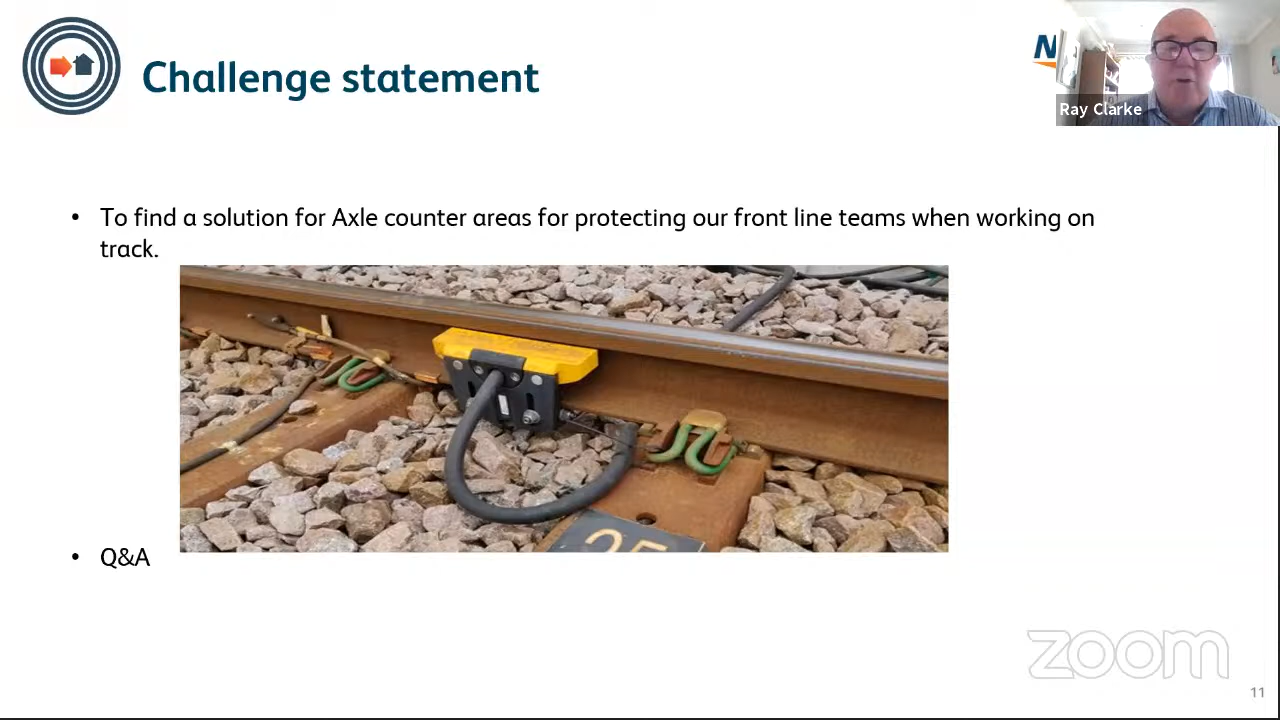 Challenge statement
N
Ray Clarke
• To find a solution for Axle counter areas for protecting our front line teams when working on
track.
25
• Q&A
zoom
11